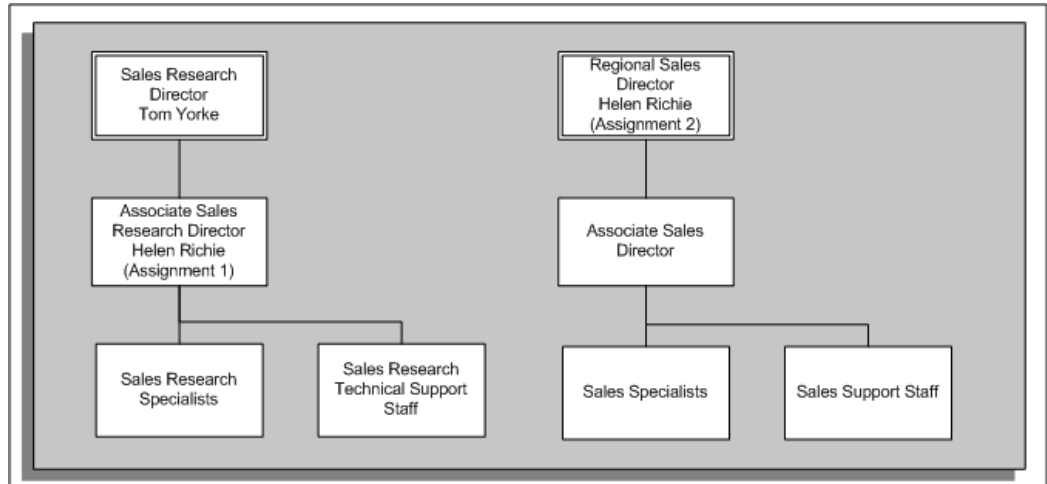 Sales Research
Director
Tom Yorke
Regional Sales
Director
Helen Richie
(Assignment 2)
Associate Sales
Research Director
Helen Richie
(Assignment 1)
Associate Sales
Director
Sales Research
Specialists
Sales Research
Technical Support
Staff
Sales Specialists
Sales Support Staff